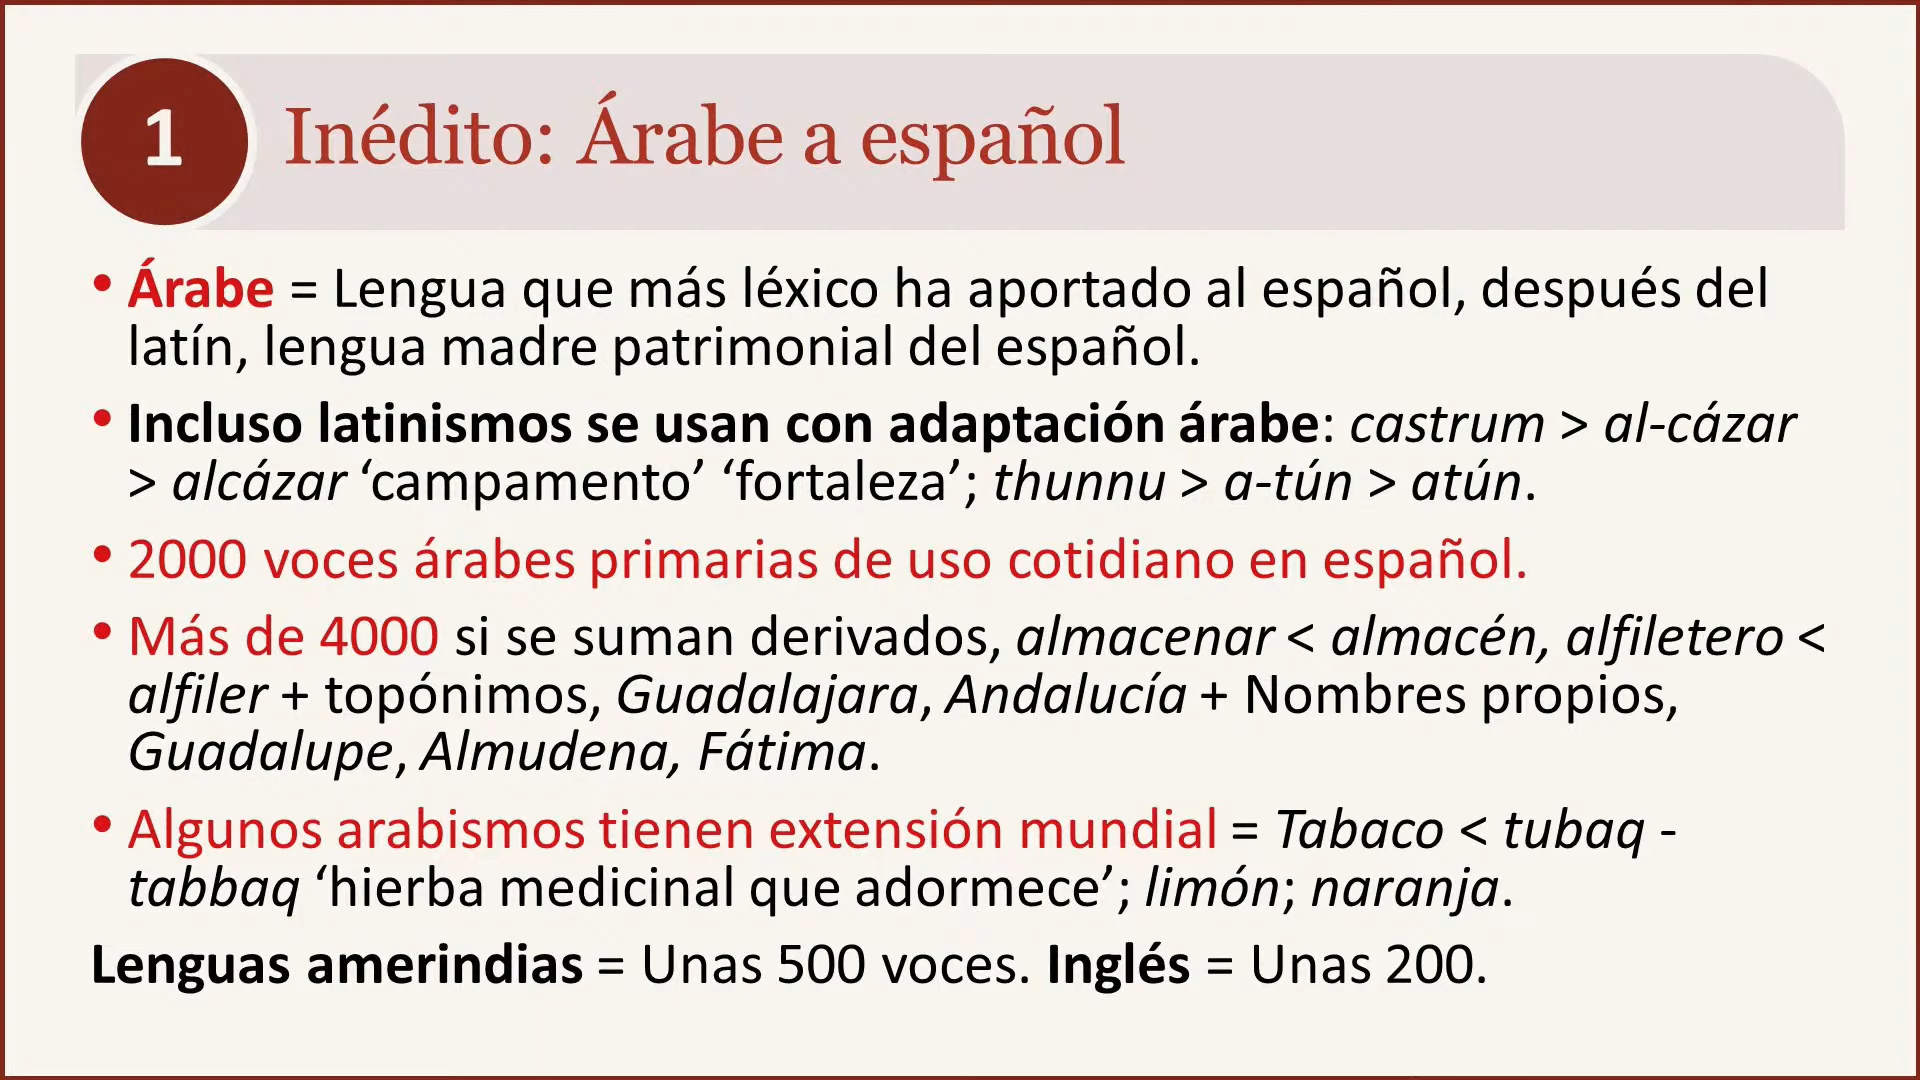 1
Inédito: Árabe a español
• Árabe = Lengua que más léxico ha aportado al español, después del
latín, lengua madre patrimonial del español.
• Incluso latinismos se usan con adaptación árabe: castrum > al-cázar
> alcázar ‘campamento’ ‘fortaleza’; thunnu > a-tún > atún.
• 2000 voces árabes primarias de uso cotidiano en español.
• Más de 4000 si se suman derivados, almacenar < almacén, alfiletero <
alfiler + topónimos, Guadalajara, Andalucía + Nombres propios,
Guadalupe, Almudena, Fátima.
• Algunos arabismos tienen extensión mundial = Tabaco < tubaq -
tabbaq ‘hierba medicinal que adormece’; limón; naranja.
Lenguas amerindias = Unas 500 voces. Inglés = Unas 200.